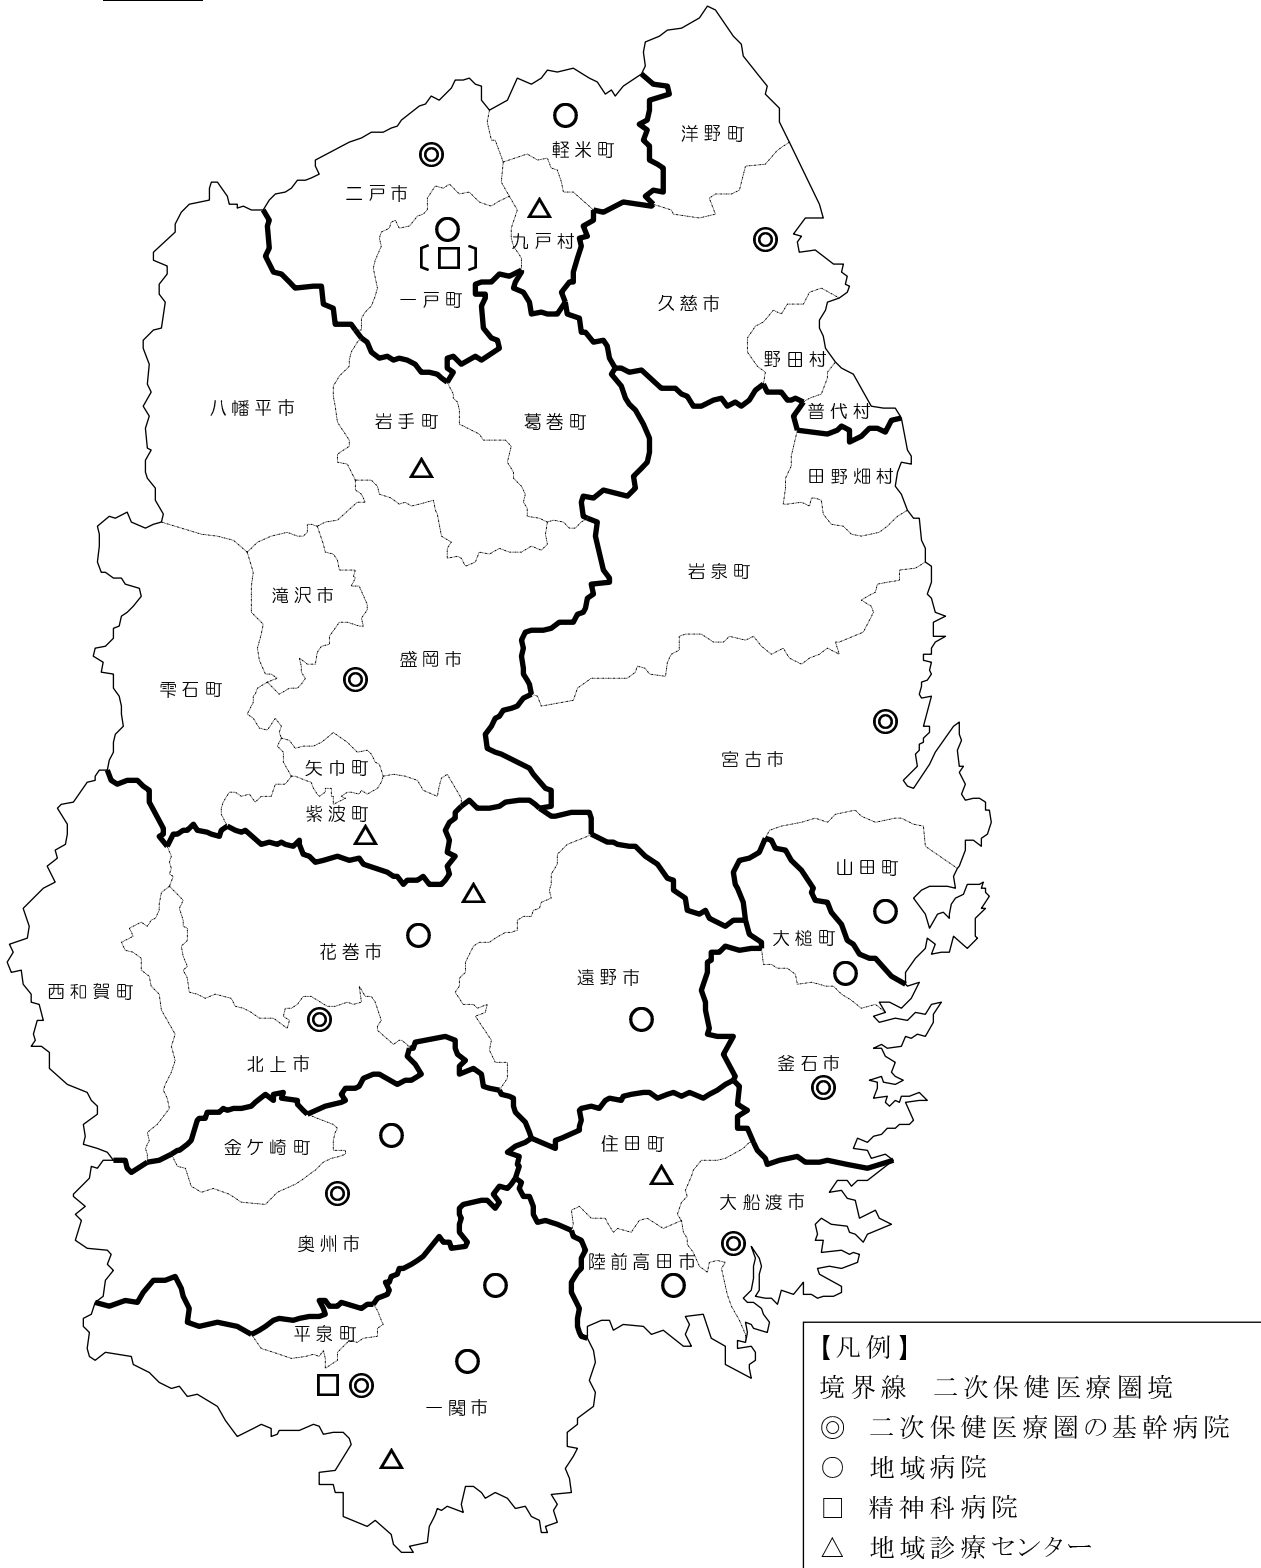 洋野町
軽米町
二戸市
九戸村
一戸町
久慈市
野田村
普代村
八幡平市
岩手町
葛巻町
田野畑村
岩泉町
滝沢市
盛岡市
雫石町
宮古市
矢巾町
紫波町
山田町
大槌町
花巻市
遠野市
西和賀町
北上市
釜石市
金ケ崎町
住田町
大船渡市
奥州市
陸前高田市
平泉町
一関市
【凡例】
境界線 二次保健医療圏境
◎ 二次保健医療圏の基幹病院
○ 地域病院
□ 精神科病院
△ 地域診療センター